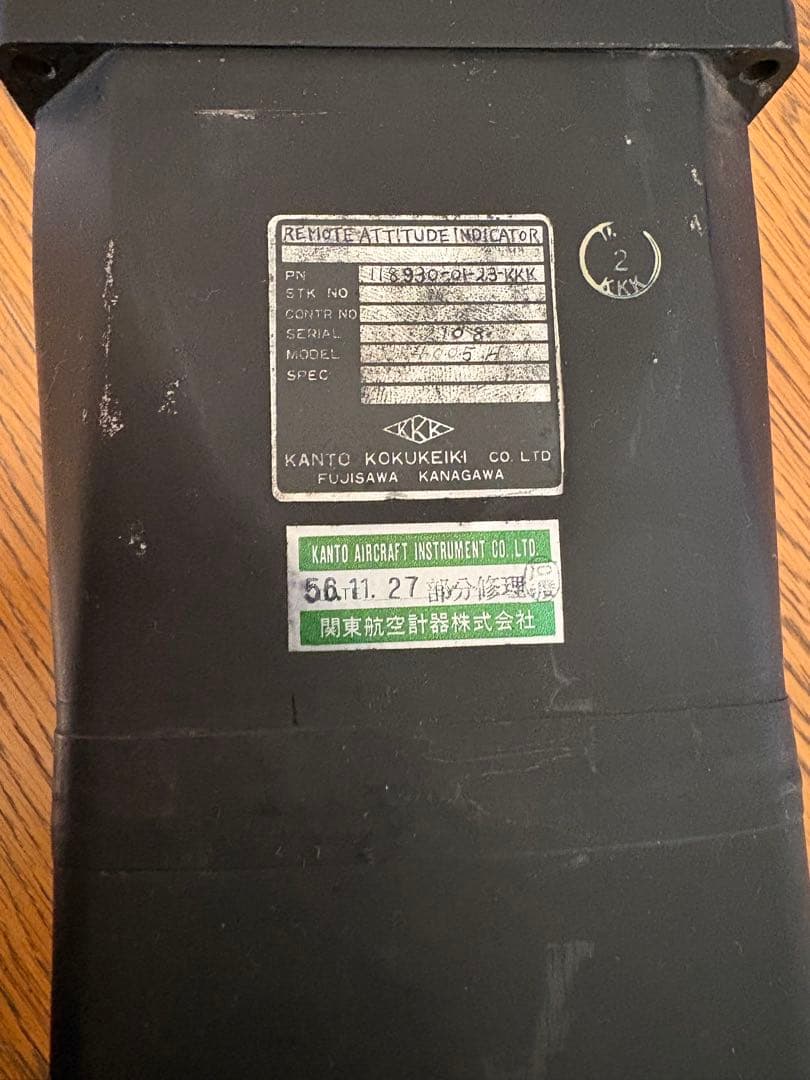 REMOTE ATTITUDE INDICATOR
PN 118930-01-23-KKK
STK NO
CONTR NO
SERIAL 2108
MODEL 4005H
SPEC
KKK
KANTO KOKUKEIKI CO. LTD
FUJISAWA KANAGAWA
2
KKK
KANTO AIRCRAFT INSTRUMENT CO.,LTD.
56.11.27 部分修理
関東航空計器株式会社